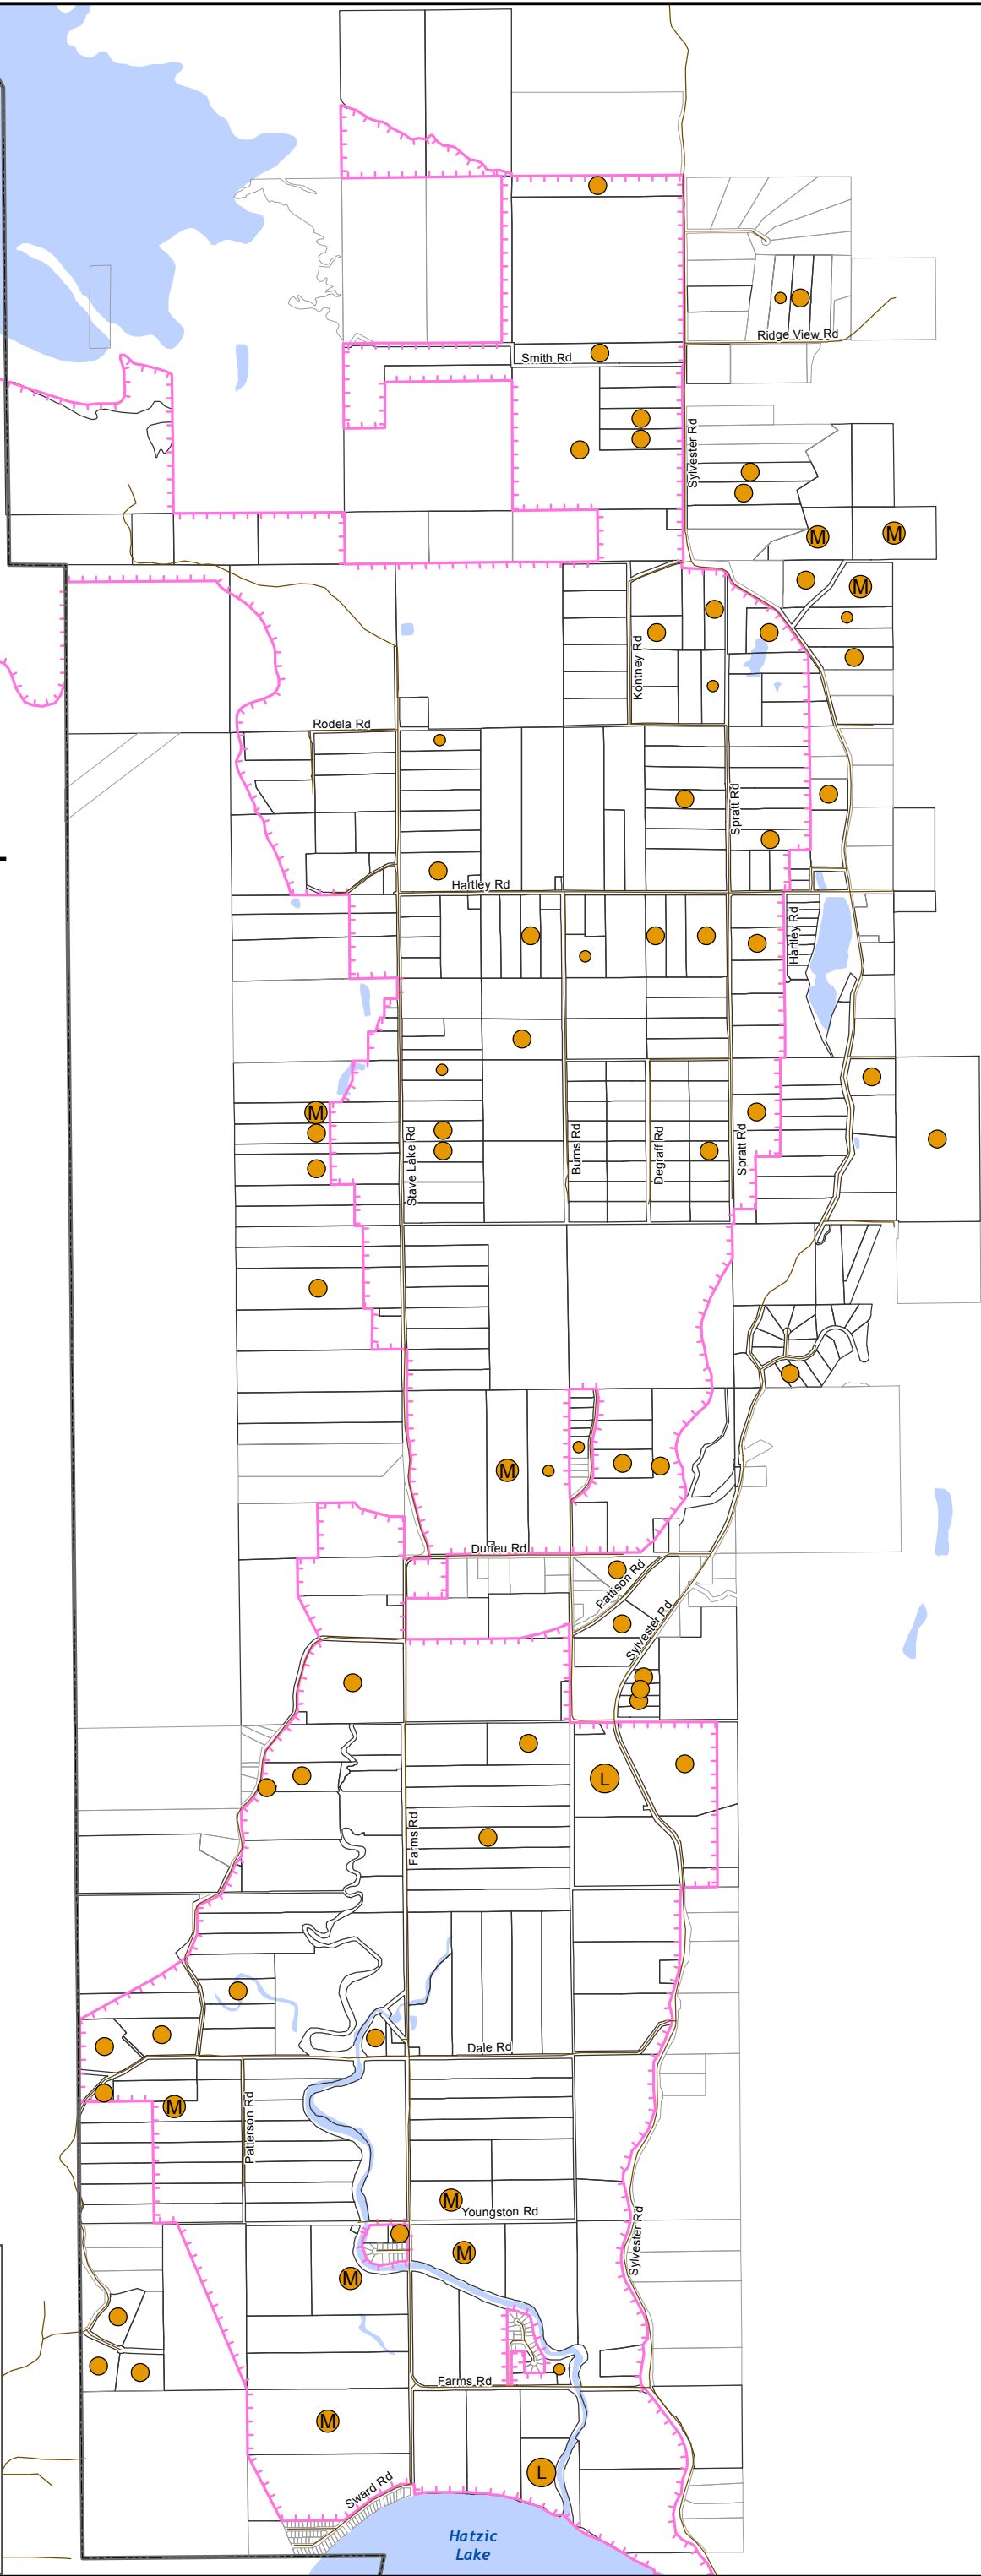 Ridge View Rd
Smith Rd
Sylvester Rd
M
M
M
Kontney Rd
Rodela Rd
Spratt Rd
Hartley Rd
Hartley Rd
M
Stave Lake Rd
Burns Rd
Degraff Rd
Spratt Rd
M
Durieu Rd
Pattison Rd
Sylvester Rd
L
Farms Rd
Dale Rd
M
Patterson Rd
M
Youngston Rd
M
Sylvester Rd
M
Farms Rd
M
L
Sward Rd
Hatzic
Lake